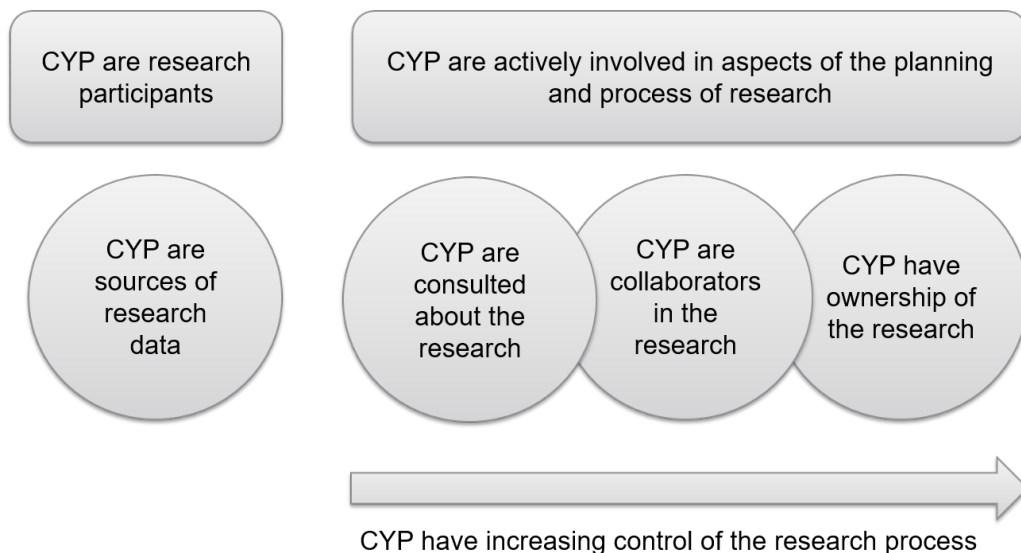 CYP are research
participants
CYP are actively involved in aspects of the planning
and process of research
CYP are
sources of
research
data
CYP are
consulted
about the
research
CYP are
collaborators
in the
research
CYP have
ownership of
the research
CYP have increasing control of the research process